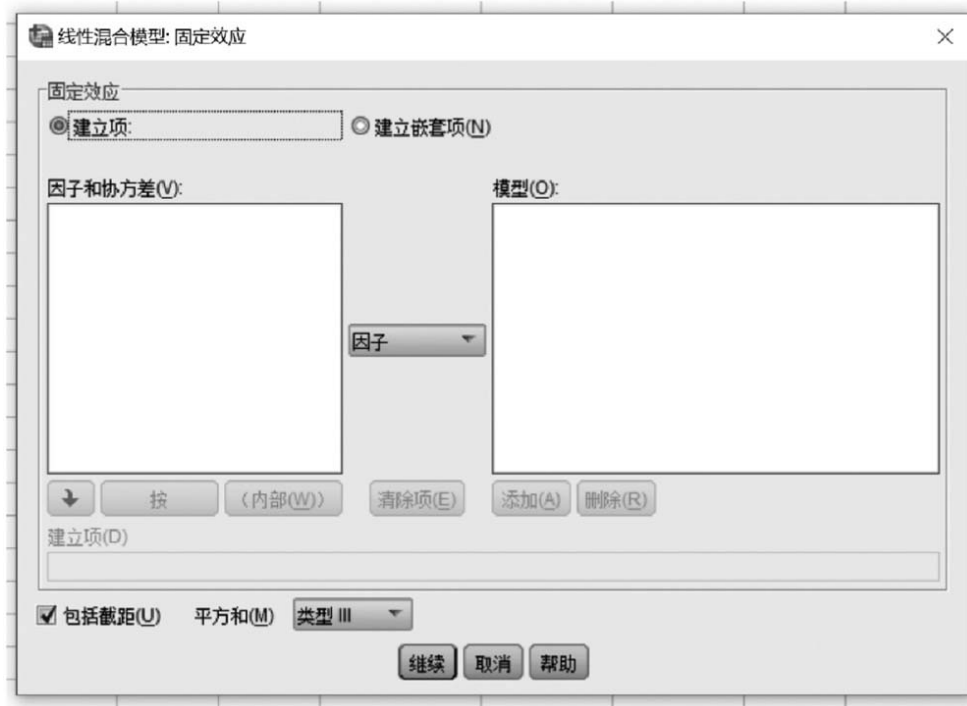 线性混合模型: 固定效应
固定效应
建立项: 建立嵌套项(N)
因子和协方差(V): 模型(O):
因子
按 (内部(W)) 清除项(E) 添加(A) 删除(R)
建立项(D)
包括截距(U) 平方和(M) 类型 III
继续 取消 帮助